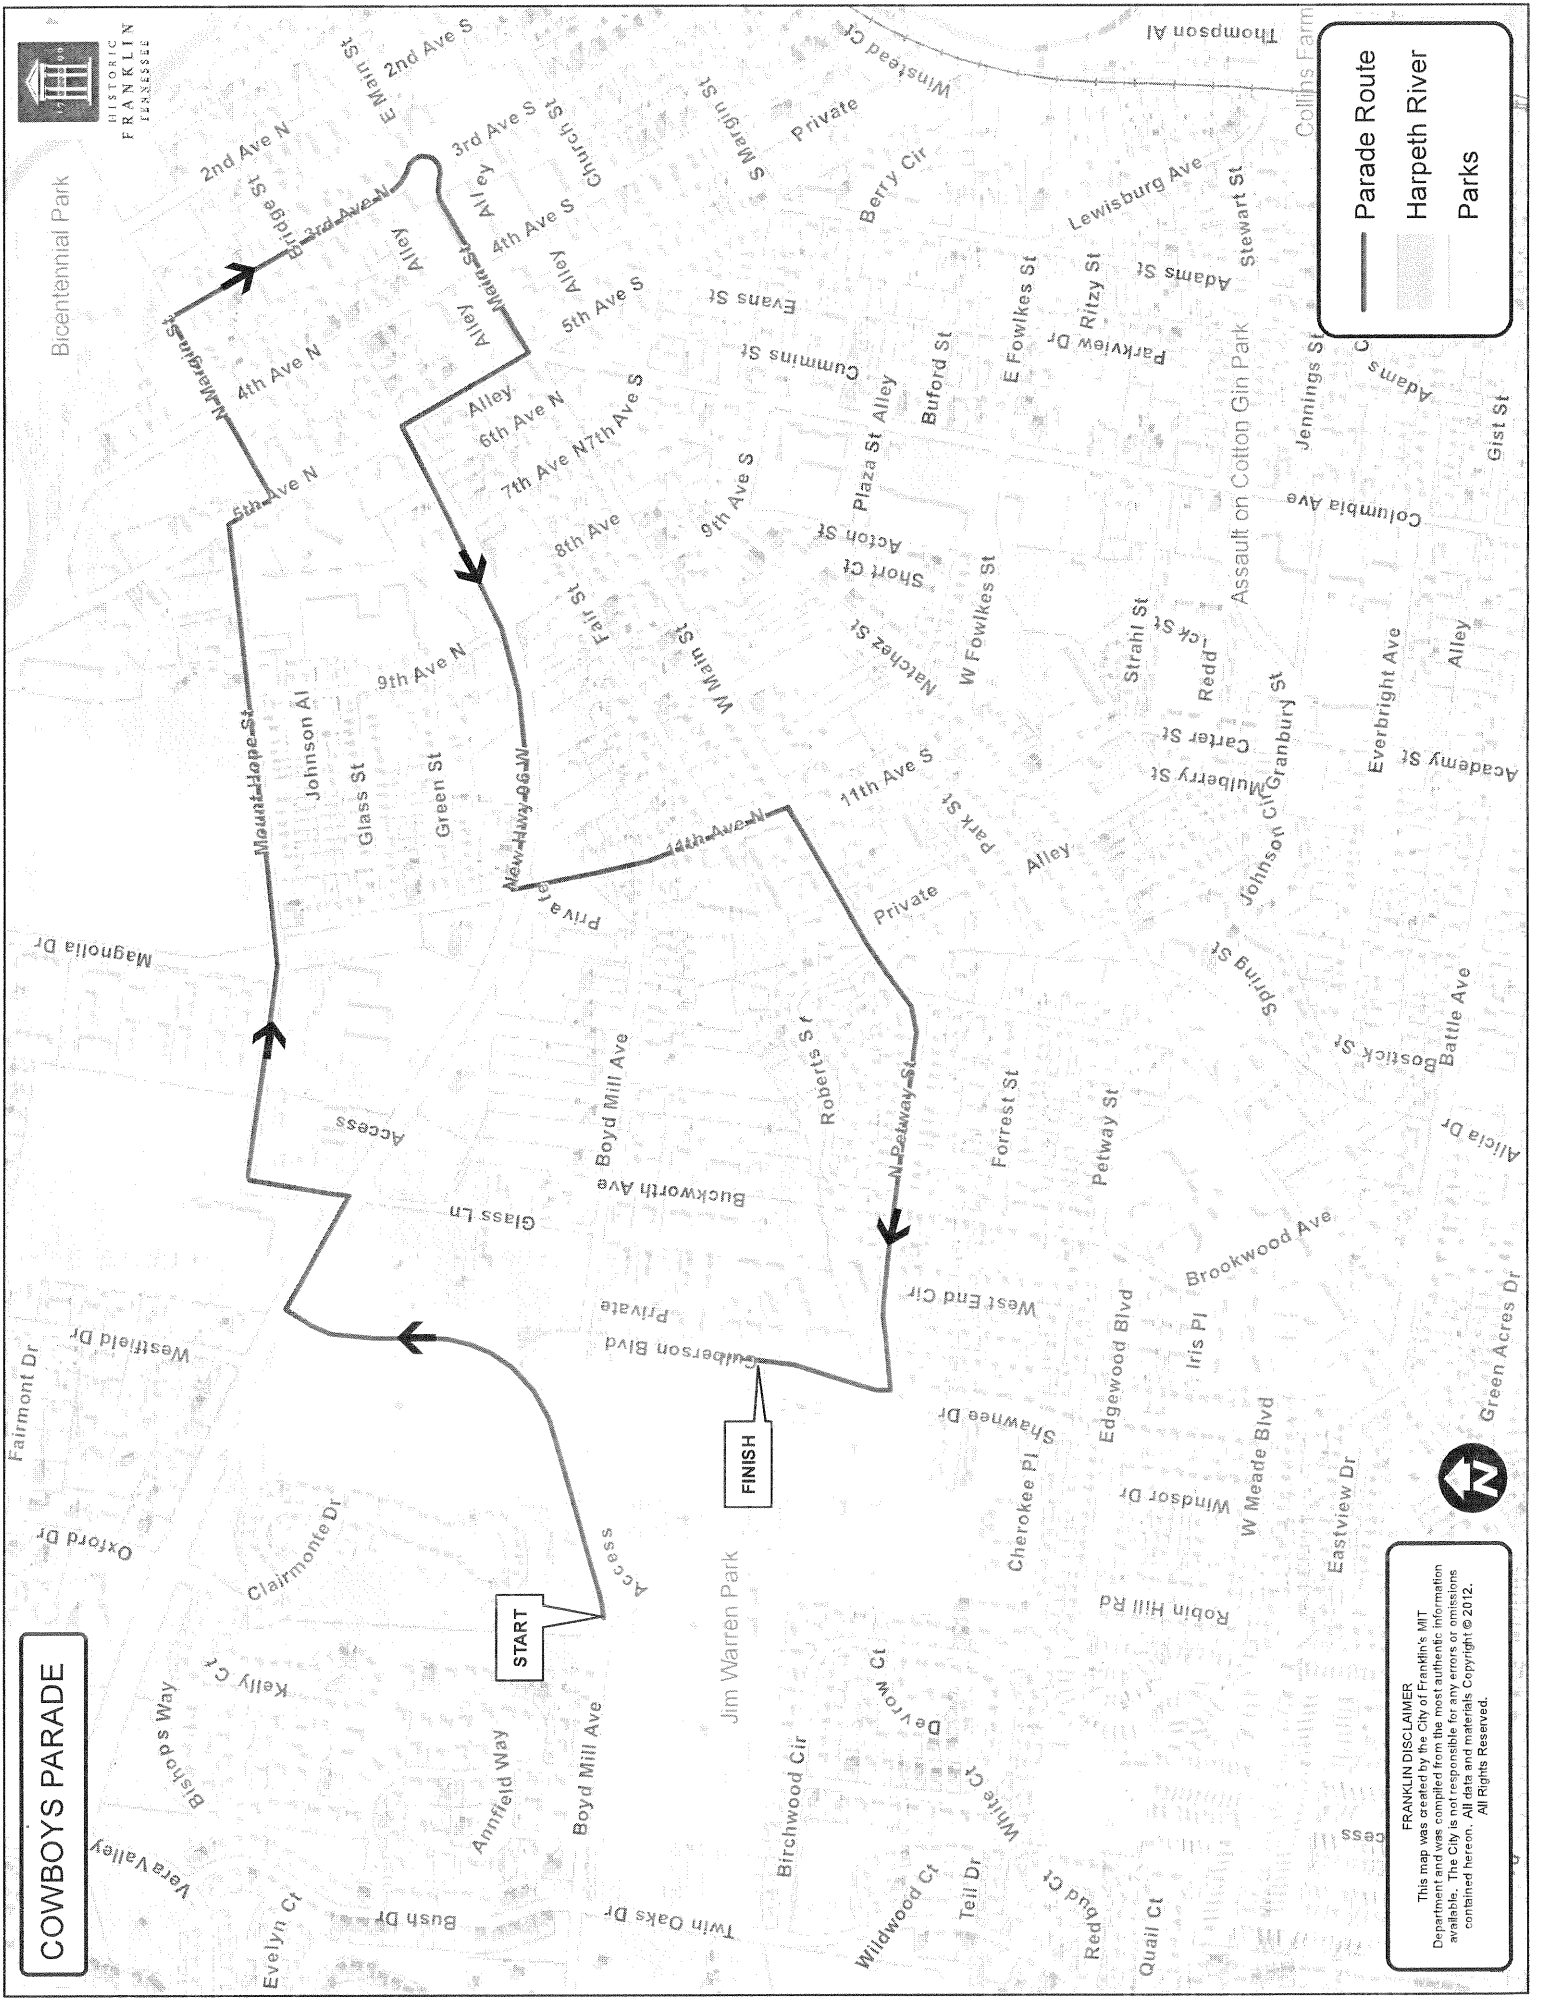 COWBOYS PARADE
HISTORIC
FRANKLIN
TENNESSEE
Parade Route
Harpeth River
Parks
START
FINISH
FRANKLIN DISCLAIMER
This map was created by the City of Franklin's MIT
Department and was compiled from the most authentic information
available. The City is not responsible for any errors or omissions
contained hereon. All data and materials Copyright © 2012.
All Rights Reserved.
N
Bicentennial Park
Jim Warren Park
Assault on Cotton Gin Park
Collins Farm
Vera Valley
Evelyn Ct
Bishops Way
Kelly Ct
Bush Dr
Annfield Way
Boyd Mill Ave
Twin Oaks Dr
Birchwood Cir
Wildwood Ct
Devrow Ct
White Ct
Teil Dr
Redbud Ct
Quail Ct
cess
Oxford Dr
Clairmonte Dr
Fairmont Dr
Westfield Dr
Access
Robin Hill Rd
Windsor Dr
Cherokee Pl
Shawnee Dr
W Meade Blvd
Eastview Dr
Green Acres Dr
Edgewood Blvd
Iris Pl
Brookwood Ave
West End Cir
Gulberson Blvd
Private
Glass Ln
Access
Buckworth Ave
Boyd Mill Ave
Roberts St
N Petway St
Forrest St
Petway St
Alicia Dr
Bostick St
Battle Ave
Spring St
Magnolia Dr
Mount Hope St
Johnson Al
Glass St
Green St
New Hwy 96 W
Private
11th Ave N
11th Ave S
Private
Park St
Alley
Johnson Cir
Granbury St
Mulberry St
Carter St
Redd
ick St
Strahl St
Everbright Ave
Academy St
Alley
9th Ave N
Fair St
W Main St
8th Ave
9th Ave S
Natchez St
W Fowlkes St
Short Ct
Acton St
Plaza St
Alley
Buford St
Columbia Ave
Gist St
Jennings St
Adams
C
5th Ave N
4th Ave N
N Margin St
Bridge St
3rd Ave N
2nd Ave N
E Main St
2nd Ave S
3rd Ave S
Church St
Alley
4th Ave S
Alley
Main St
Alley
Alley
5th Ave S
Alley
6th Ave N
7th Ave N
7th Ave S
Evans St
Cummins St
S Margin St
Private
Berry Cir
Winstead Ct
Thompson Al
Lewisburg Ave
Stewart St
Adams St
Ritzy St
Parkview Dr
E Fowlkes St